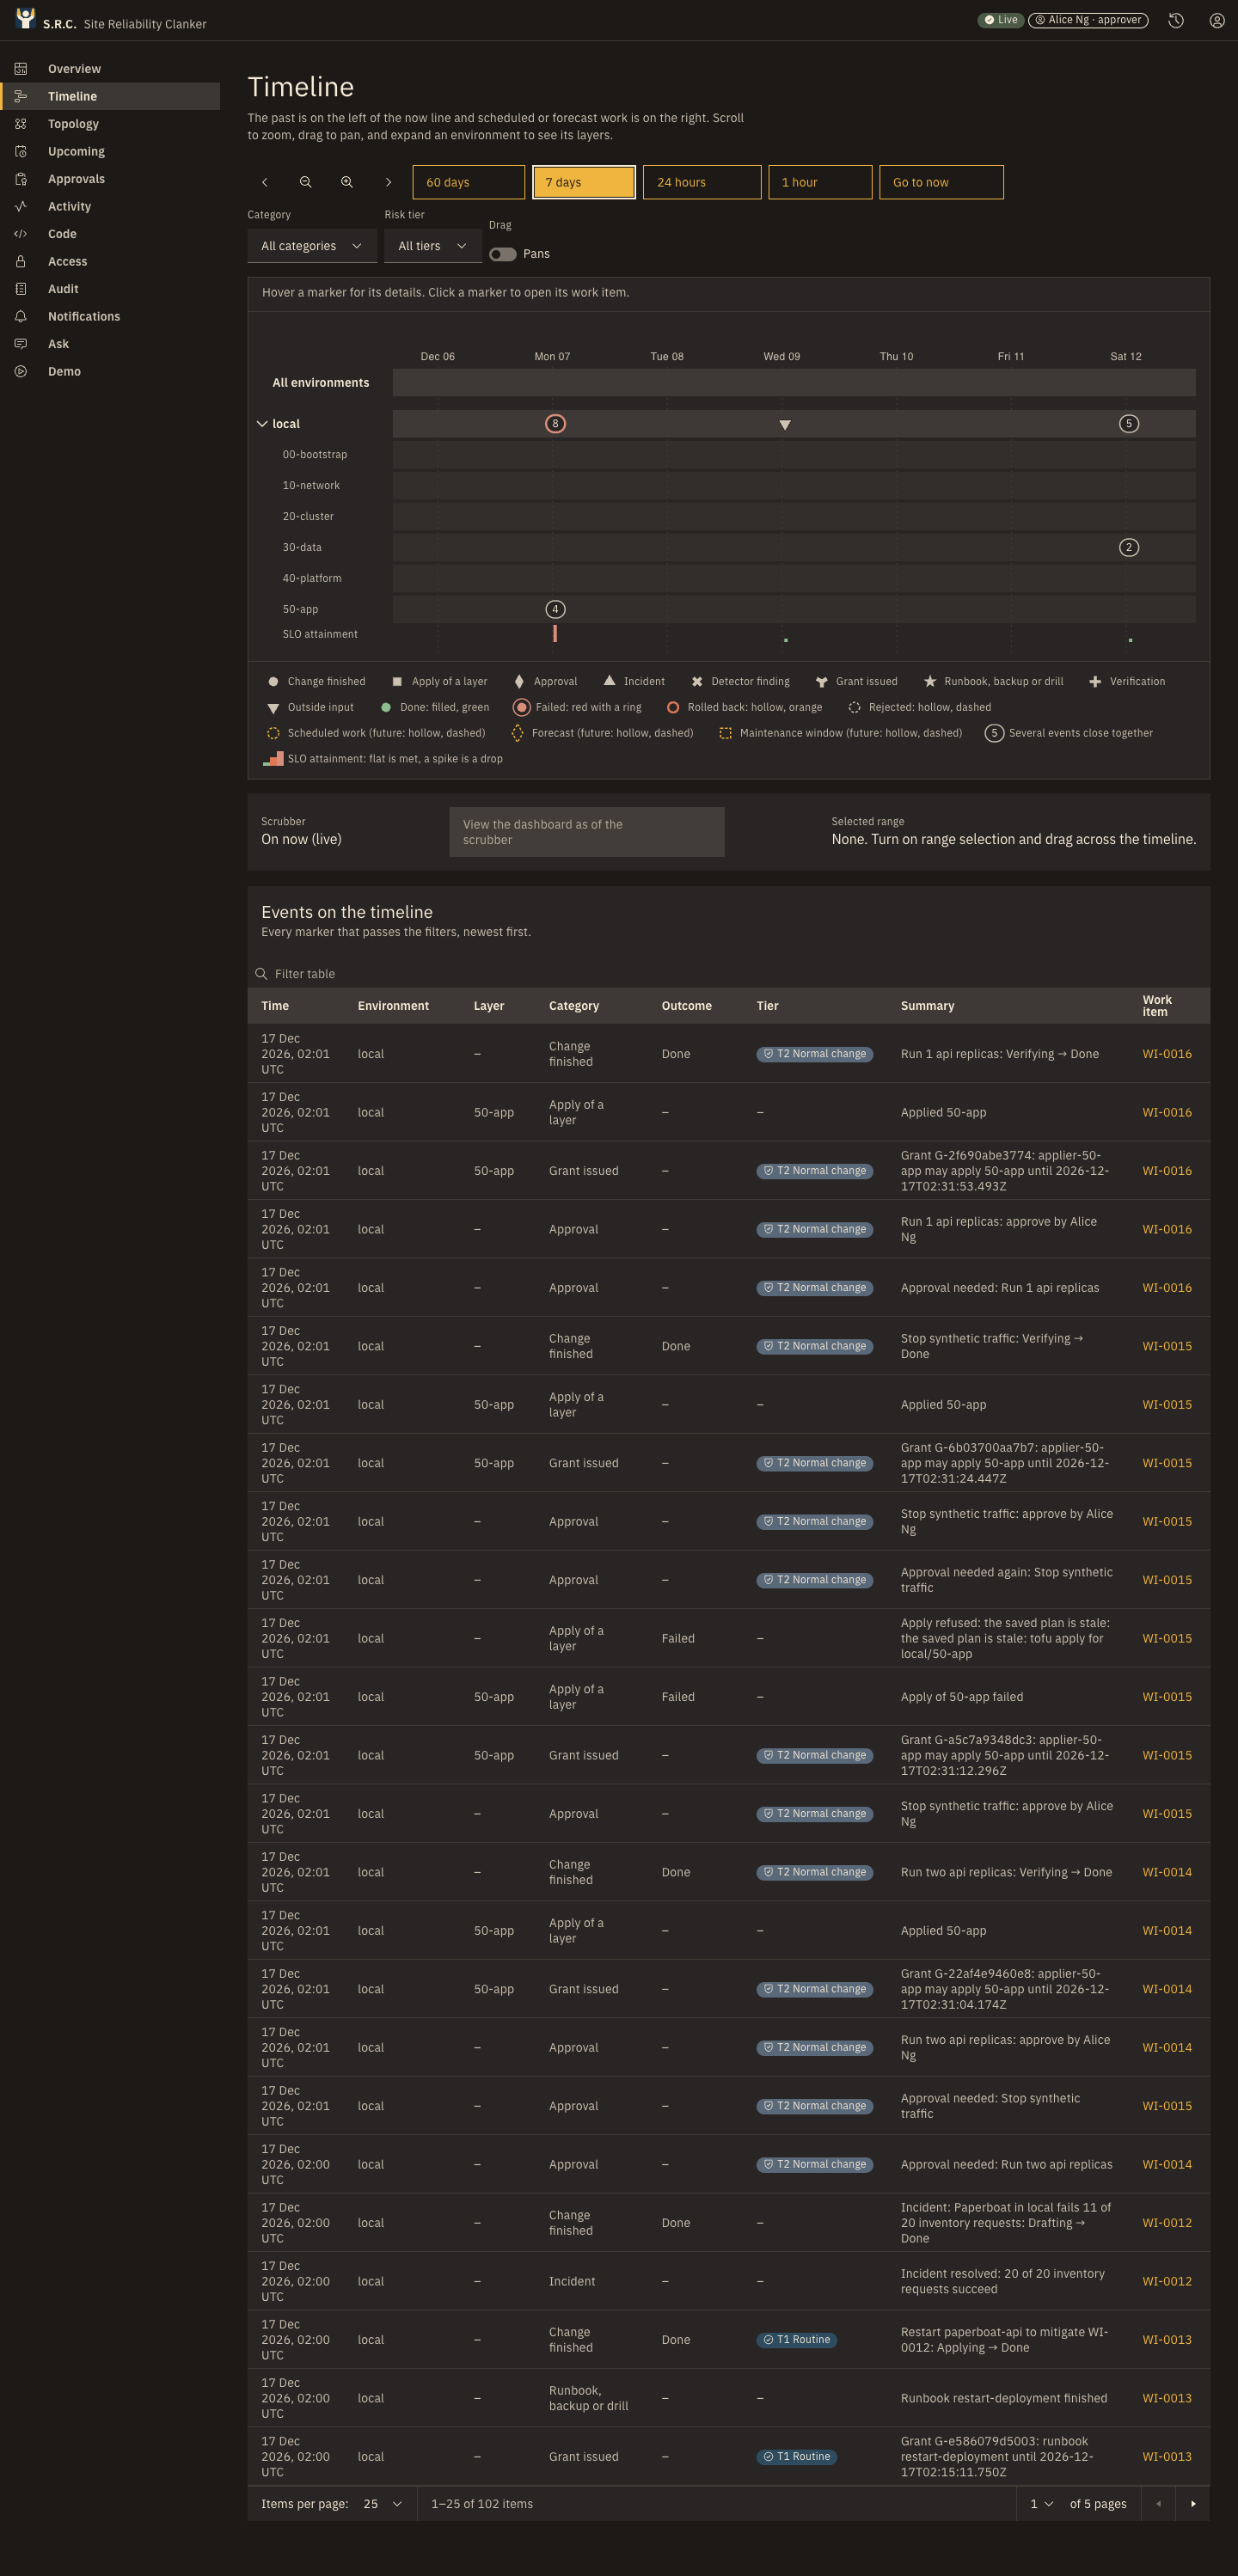 S.R.C. Site Reliability Clanker
Live
Alice Ng · approver
Overview
Timeline
Topology
Upcoming
Approvals
Activity
Code
Access
Audit
Notifications
Ask
Demo
Timeline
The past is on the left of the now line and scheduled or forecast work is on the right. Scroll
to zoom, drag to pan, and expand an environment to see its layers.
60 days
7 days
24 hours
1 hour
Go to now
Category
Risk tier
Drag
All categories
All tiers
Pans
Hover a marker for its details. Click a marker to open its work item.
Dec 06 Mon 07 Tue 08 Wed 09 Thu 10 Fri 11 Sat 12
All environments
local 8 5
00-bootstrap
10-network
20-cluster
30-data 2
40-platform
50-app 4
SLO attainment
Change finished Apply of a layer Approval Incident Detector finding Grant issued Runbook, backup or drill Verification
Outside input Done: filled, green Failed: red with a ring Rolled back: hollow, orange Rejected: hollow, dashed
Scheduled work (future: hollow, dashed) Forecast (future: hollow, dashed) Maintenance window (future: hollow, dashed) 5 Several events close together
SLO attainment: flat is met, a spike is a drop
Scrubber
On now (live)
View the dashboard as of the
scrubber
Selected range
None. Turn on range selection and drag across the timeline.
Events on the timeline
Every marker that passes the filters, newest first.
Filter table
Time Environment Layer Category Outcome Tier Summary Work item
17 Dec 2026, 02:01 UTC local – Change finished Done T2 Normal change Run 1 api replicas: Verifying → Done WI-0016
17 Dec 2026, 02:01 UTC local 50-app Apply of a layer – – Applied 50-app WI-0016
17 Dec 2026, 02:01 UTC local 50-app Grant issued – T2 Normal change Grant G-2f690abe3774: applier-50-app may apply 50-app until 2026-12-17T02:31:53.493Z WI-0016
17 Dec 2026, 02:01 UTC local – Approval – T2 Normal change Run 1 api replicas: approve by Alice Ng WI-0016
17 Dec 2026, 02:01 UTC local – Approval – T2 Normal change Approval needed: Run 1 api replicas WI-0016
17 Dec 2026, 02:01 UTC local – Change finished Done T2 Normal change Stop synthetic traffic: Verifying → Done WI-0015
17 Dec 2026, 02:01 UTC local 50-app Apply of a layer – – Applied 50-app WI-0015
17 Dec 2026, 02:01 UTC local 50-app Grant issued – T2 Normal change Grant G-6b03700aa7b7: applier-50-app may apply 50-app until 2026-12-17T02:31:24.447Z WI-0015
17 Dec 2026, 02:01 UTC local – Approval – T2 Normal change Stop synthetic traffic: approve by Alice Ng WI-0015
17 Dec 2026, 02:01 UTC local – Approval – T2 Normal change Approval needed again: Stop synthetic traffic WI-0015
17 Dec 2026, 02:01 UTC local – Apply of a layer Failed – Apply refused: the saved plan is stale: the saved plan is stale: tofu apply for local/50-app WI-0015
17 Dec 2026, 02:01 UTC local 50-app Apply of a layer Failed – Apply of 50-app failed WI-0015
17 Dec 2026, 02:01 UTC local 50-app Grant issued – T2 Normal change Grant G-a5c7a9348dc3: applier-50-app may apply 50-app until 2026-12-17T02:31:12.296Z WI-0015
17 Dec 2026, 02:01 UTC local – Approval – T2 Normal change Stop synthetic traffic: approve by Alice Ng WI-0015
17 Dec 2026, 02:01 UTC local – Change finished Done T2 Normal change Run two api replicas: Verifying → Done WI-0014
17 Dec 2026, 02:01 UTC local 50-app Apply of a layer – – Applied 50-app WI-0014
17 Dec 2026, 02:01 UTC local 50-app Grant issued – T2 Normal change Grant G-22af4e9460e8: applier-50-app may apply 50-app until 2026-12-17T02:31:04.174Z WI-0014
17 Dec 2026, 02:01 UTC local – Approval – T2 Normal change Run two api replicas: approve by Alice Ng WI-0014
17 Dec 2026, 02:01 UTC local – Approval – T2 Normal change Approval needed: Stop synthetic traffic WI-0015
17 Dec 2026, 02:00 UTC local – Approval – T2 Normal change Approval needed: Run two api replicas WI-0014
17 Dec 2026, 02:00 UTC local – Change finished Done – Incident: Paperboat in local fails 11 of 20 inventory requests: Drafting → Done WI-0012
17 Dec 2026, 02:00 UTC local – Incident – – Incident resolved: 20 of 20 inventory requests succeed WI-0012
17 Dec 2026, 02:00 UTC local – Change finished Done T1 Routine Restart paperboat-api to mitigate WI-0012: Applying → Done WI-0013
17 Dec 2026, 02:00 UTC local – Runbook, backup or drill – – Runbook restart-deployment finished WI-0013
17 Dec 2026, 02:00 UTC local – Grant issued – T1 Routine Grant G-e586079d5003: runbook restart-deployment until 2026-12-17T02:15:11.750Z WI-0013
Items per page: 25 1–25 of 102 items 1 of 5 pages